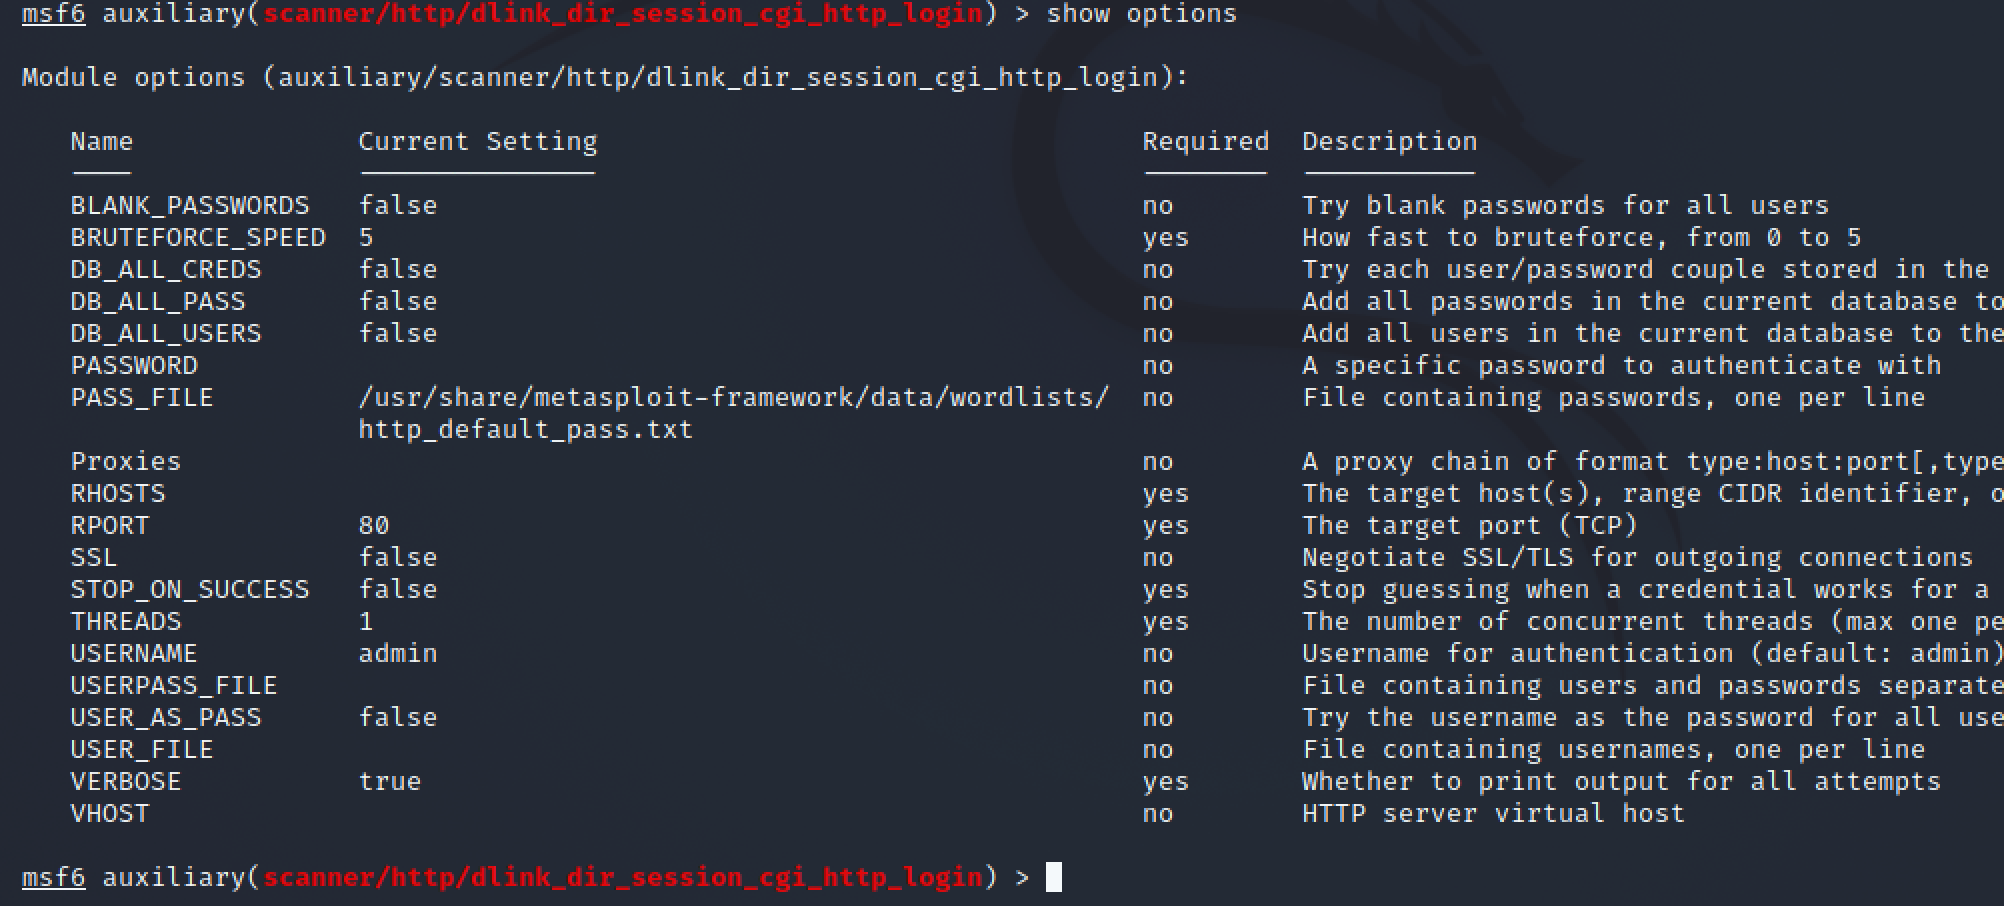 msf6 auxiliary(scanner/http/dlink_dir_session_cgi_http_login) > show options
Module options (auxiliary/scanner/http/dlink_dir_session_cgi_http_login):
Name Current Setting Required Description
BLANK_PASSWORDS false no Try blank passwords for all users
BRUTEFORCE_SPEED 5 yes How fast to bruteforce, from 0 to 5
DB_ALL_CREDS false no Try each user/password couple stored in the
DB_ALL_PASS false no Add all passwords in the current database to
DB_ALL_USERS false no Add all users in the current database to the
PASSWORD no A specific password to authenticate with
PASS_FILE /usr/share/metasploit-framework/data/wordlists/ no File containing passwords, one per line
http_default_pass.txt
Proxies no A proxy chain of format type:host:port[,type
RHOSTS yes The target host(s), range CIDR identifier, o
RPORT 80 yes The target port (TCP)
SSL false no Negotiate SSL/TLS for outgoing connections
STOP_ON_SUCCESS false yes Stop guessing when a credential works for a
THREADS 1 yes The number of concurrent threads (max one pe
USERNAME admin no Username for authentication (default: admin)
USERPASS_FILE no File containing users and passwords separate
USER_AS_PASS false no Try the username as the password for all use
USER_FILE no File containing usernames, one per line
VERBOSE true yes Whether to print output for all attempts
VHOST no HTTP server virtual host
msf6 auxiliary(scanner/http/dlink_dir_session_cgi_http_login) >